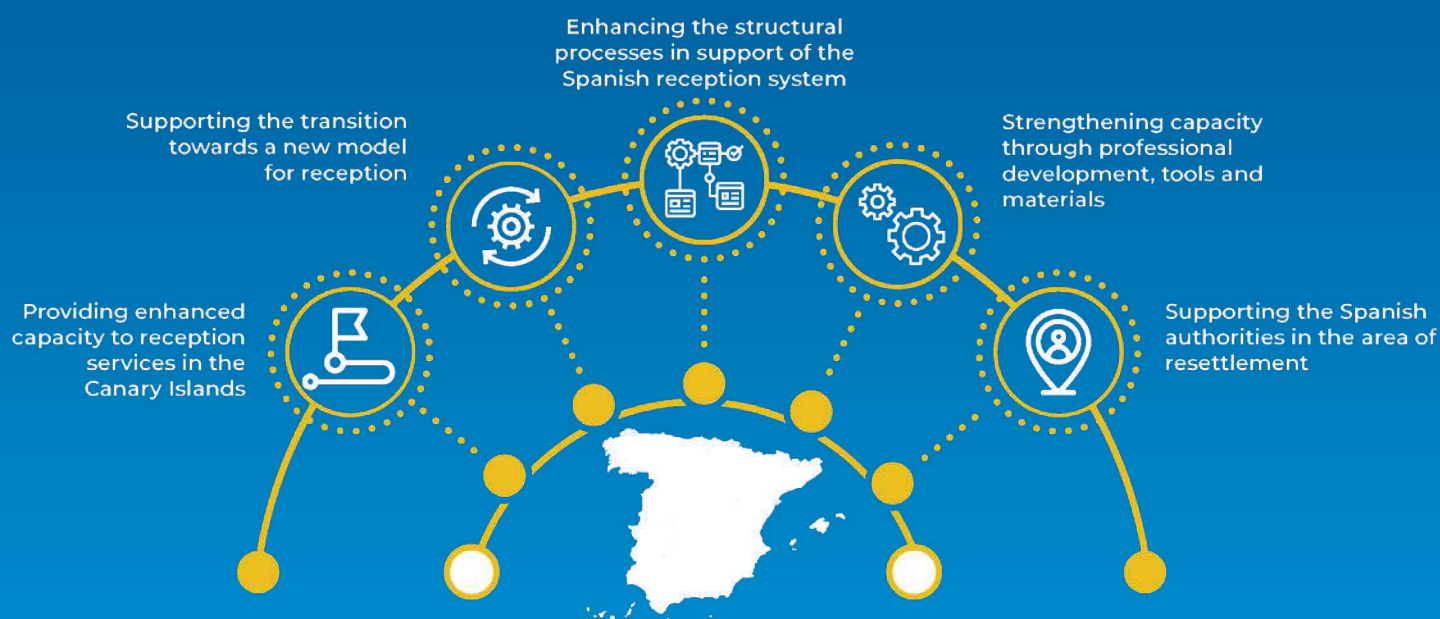 Enhancing the structural
processes in support of the
Spanish reception system
Supporting the transition
towards a new model
for reception
Strengthening capacity
through professional
development, tools and
materials
Providing enhanced
capacity to reception
services in the
Canary Islands
Supporting the Spanish
authorities in the area of
resettlement